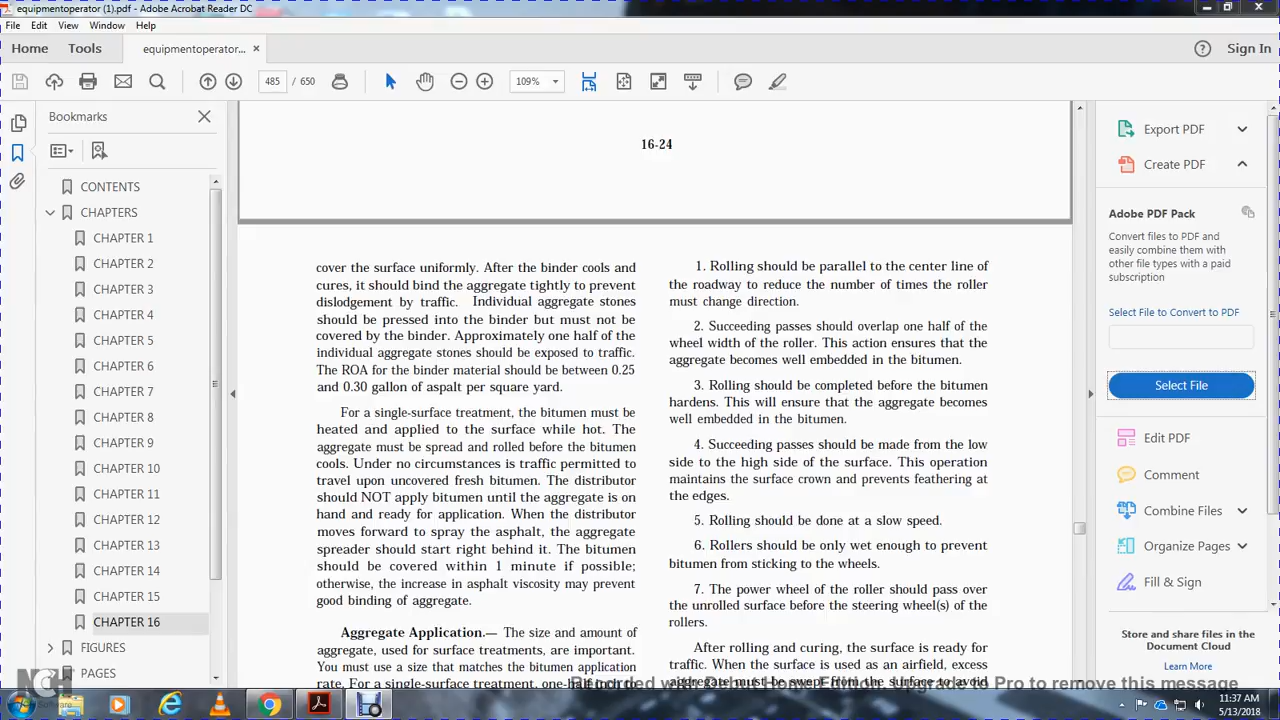 equipmentoperator (1).pdf - Adobe Acrobat Reader DC
File Edit View Window Help
Home Tools equipmentoperator... Sign In
485 / 650 109%
Bookmarks
CONTENTS
CHAPTERS
CHAPTER 1
CHAPTER 2
CHAPTER 3
CHAPTER 4
CHAPTER 5
CHAPTER 6
CHAPTER 7
CHAPTER 8
CHAPTER 9
CHAPTER 10
CHAPTER 11
CHAPTER 12
CHAPTER 13
CHAPTER 14
CHAPTER 15
CHAPTER 16
FIGURES
PAGES
16-24
cover the surface uniformly. After the binder cools and
cures, it should bind the aggregate tightly to prevent
dislodgement by traffic. Individual aggregate stones
should be pressed into the binder but must not be
covered by the binder. Approximately one half of the
individual aggregate stones should be exposed to traffic.
The ROA for the binder material should be between 0.25
and 0.30 gallon of aspalt per square yard.
For a single-surface treatment, the bitumen must be
heated and applied to the surface while hot. The
aggregate must be spread and rolled before the bitumen
cools. Under no circumstances is traffic permitted to
travel upon uncovered fresh bitumen. The distributor
should NOT apply bitumen until the aggregate is on
hand and ready for application. When the distributor
moves forward to spray the asphalt, the aggregate
spreader should start right behind it. The bitumen
should be covered within 1 minute if possible;
otherwise, the increase in asphalt viscosity may prevent
good binding of aggregate.
Aggregate Application.— The size and amount of
aggregate, used for surface treatments, are important.
You must use a size that matches the bitumen application
rate. For a single-surface treatment, one-half inch to
1. Rolling should be parallel to the center line of
the roadway to reduce the number of times the roller
must change direction.
2. Succeeding passes should overlap one half of the
wheel width of the roller. This action ensures that the
aggregate becomes well embedded in the bitumen.
3. Rolling should be completed before the bitumen
hardens. This will ensure that the aggregate becomes
well embedded in the bitumen.
4. Succeeding passes should be made from the low
side to the high side of the surface. This operation
maintains the surface crown and prevents feathering at
the edges.
5. Rolling should be done at a slow speed.
6. Rollers should be only wet enough to prevent
bitumen from sticking to the wheels.
7. The power wheel of the roller should pass over
the unrolled surface before the steering wheel(s) of the
rollers.
After rolling and curing, the surface is ready for
traffic. When the surface is used as an airfield, excess
aggregate must be swept from the surface to avoid
Export PDF
Create PDF
Adobe PDF Pack
Convert files to PDF and
easily combine them with
other file types with a paid
subscription
Select File to Convert to PDF
Select File
Edit PDF
Comment
Combine Files
Organize Pages
Fill & Sign
Store and share files in the
Document Cloud
Learn More
NCH
Software
to Pro to remove this message
11:37 AM
5/13/2018